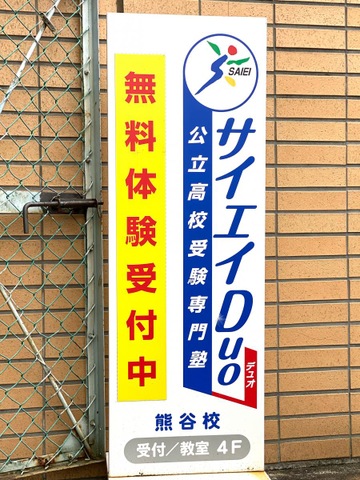 SAIEI
サイエイDuo
デュオ
公立高校受験専門塾
無料体験受付中
熊谷校
受付／教室 4F